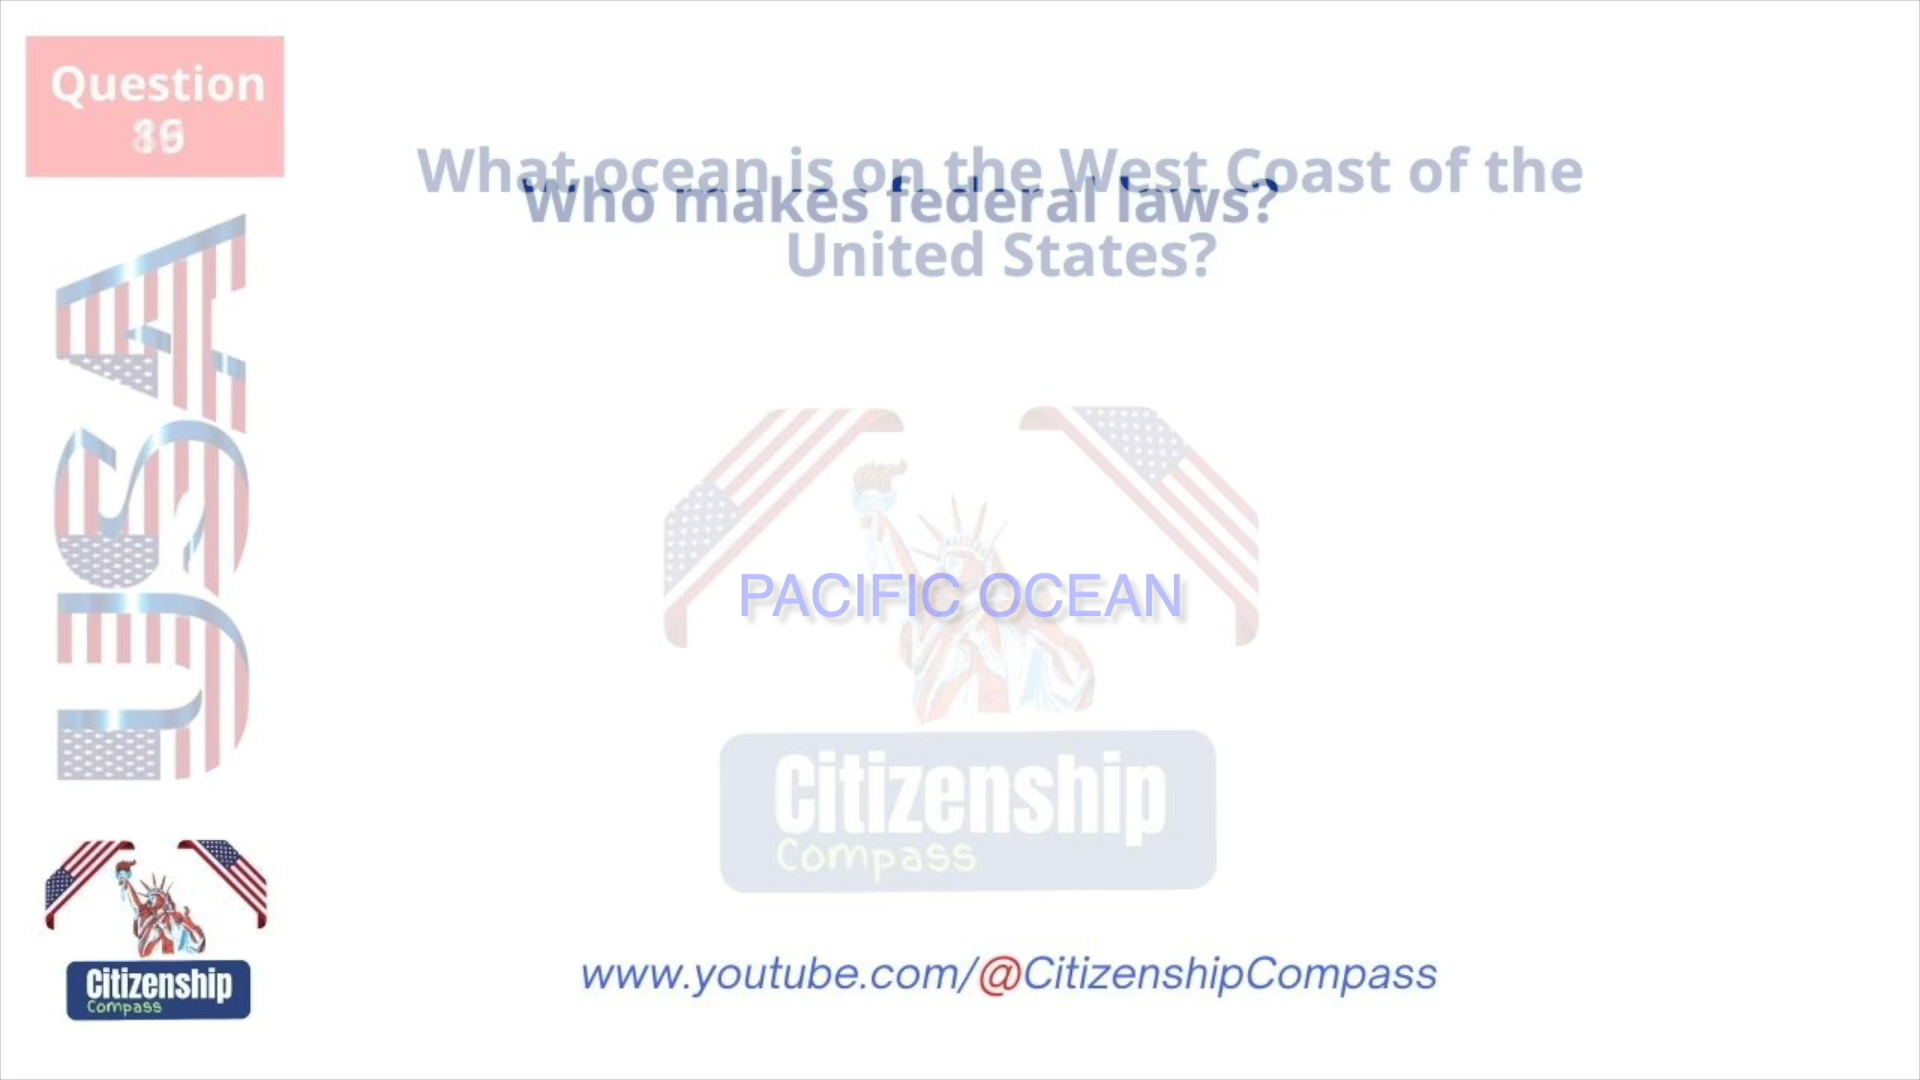 Question
What ocean is on the West Coast of the
Who makes federal laws?
United States?
USA
PACIFIC OCEAN
Citizenship
Compass
Citizenship
Compass
www.youtube.com/@CitizenshipCompass